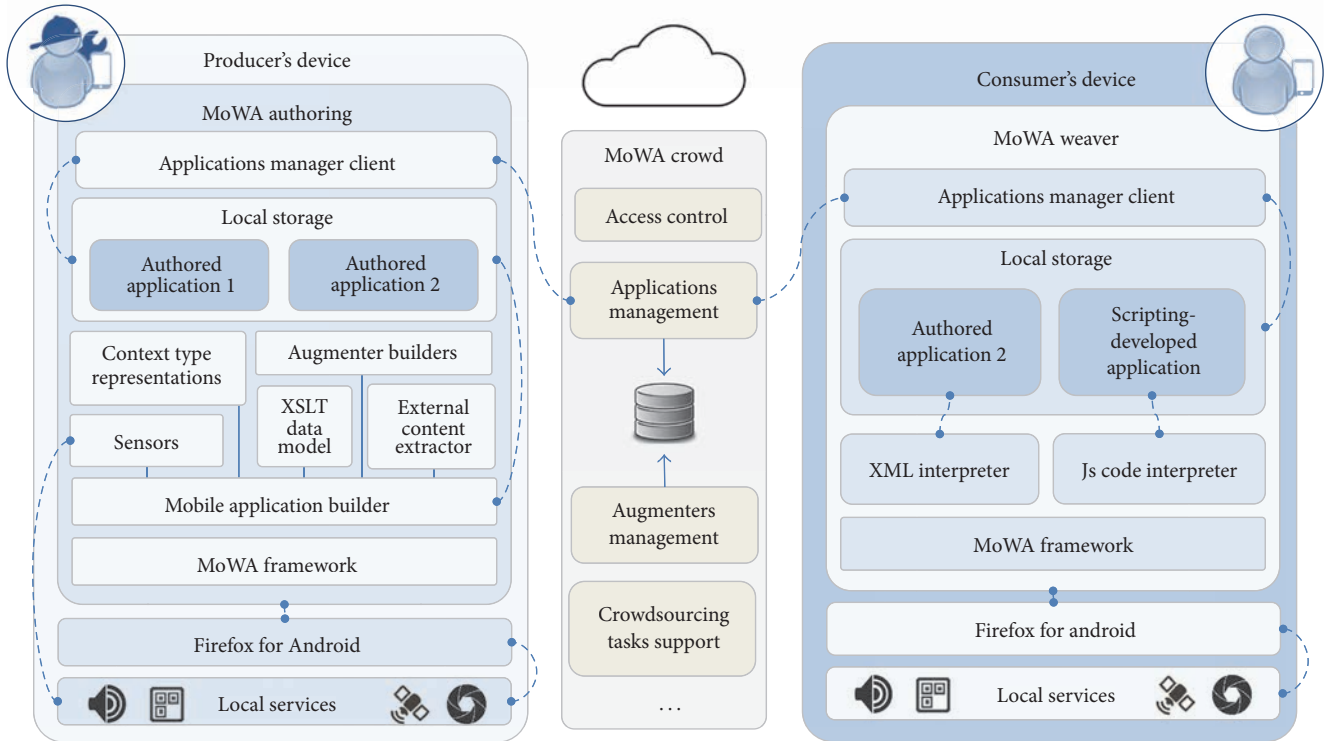 Producer's device
MoWA authoring
Applications manager client
Local storage
Authored
application 1
Authored
application 2
Context type
representations
Augmenter builders
Sensors
XSLT
data
model
External
content
extractor
Mobile application builder
MoWA framework
Firefox for Android
Local services
MoWA crowd
Access control
Applications
management
Augmenters
management
Crowdsourcing
tasks support
...
Consumer's device
MoWA weaver
Applications manager client
Local storage
Authored
application 2
Scripting-
developed
application
XML interpreter
Js code interpreter
MoWA framework
Firefox for android
Local services